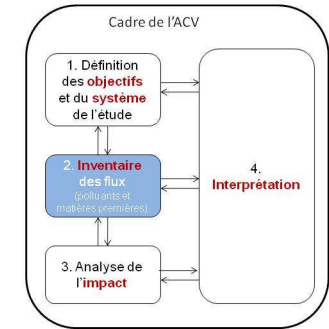 Cadre de l'ACV
1. Définition
des objectifs
et du système
de l'étude
2. Inventaire
des flux
(polluants et
matières premières)
3. Analyse de
l'impact
4.
Interprétation